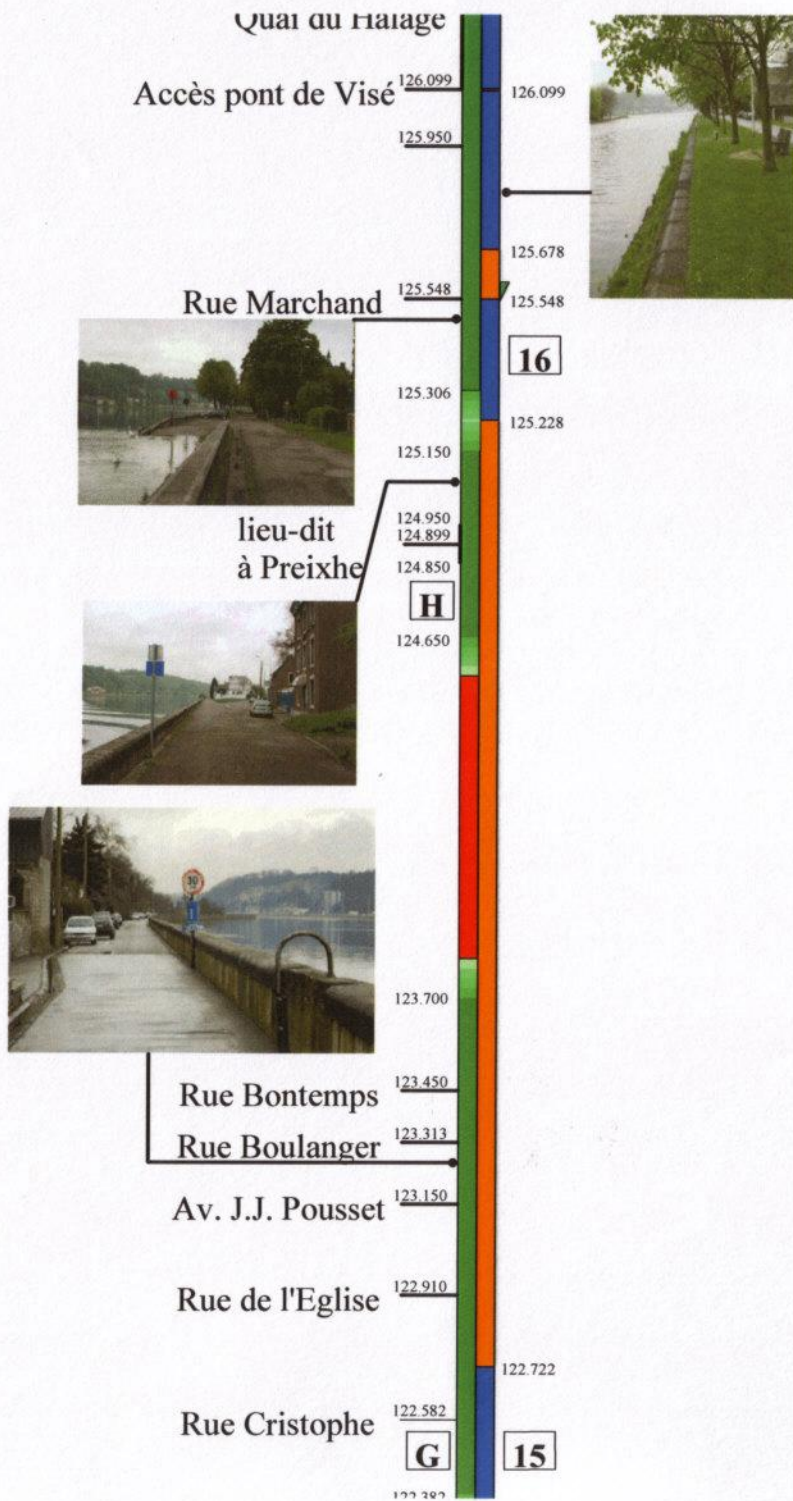 Quai du Halage
126.099
Accès pont de Visé
126.099
125.950
125.678
125.548
Rue Marchand
125.548
16
125.306
125.228
125.150
124.950
lieu-dit
124.899
à Preixhe
124.850
H
124.650
30
123.700
123.450
Rue Bontemps
123.313
Rue Boulanger
123.150
Av. J.J. Pousset
122.910
Rue de l'Eglise
122.722
122.582
Rue Cristophe
G
15
122.382